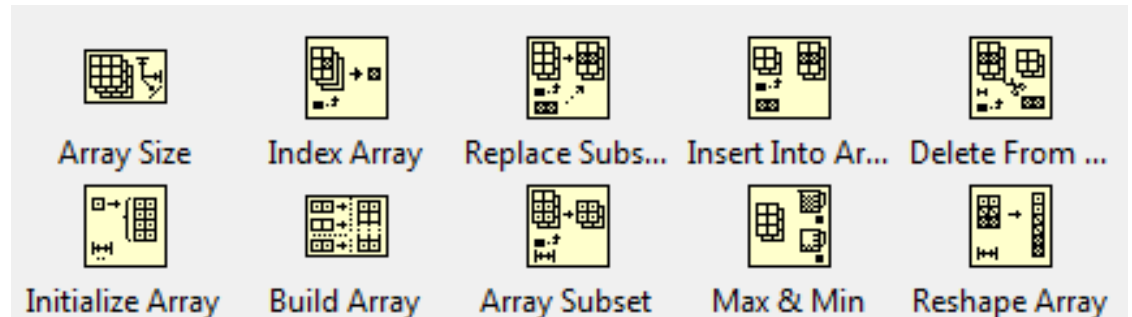 Array Size
Index Array
Replace Subs...
Insert Into Ar...
Delete From ...
Initialize Array
Build Array
Array Subset
Max & Min
Reshape Array